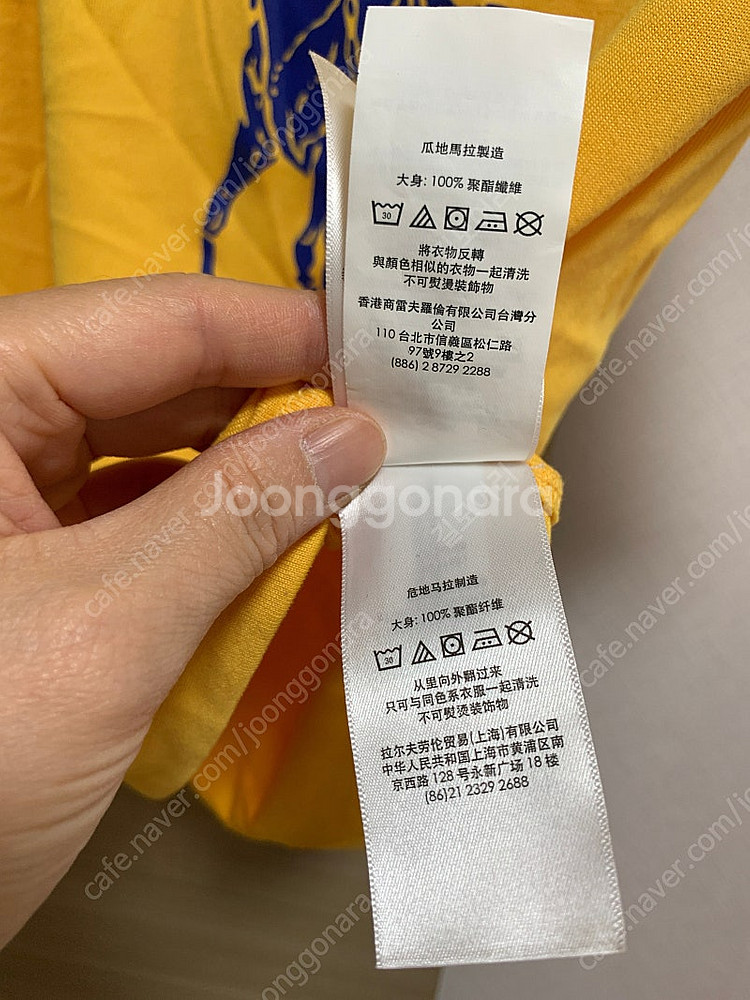 瓜地馬拉製造
大身: 100% 聚酯纖維
30
將衣物反轉
與顏色相似的衣物一起清洗
不可熨燙裝飾物
香港商雷夫羅倫有限公司台灣分
公司
110 台北市信義區松仁路
97號9樓之2
(886) 2 8729 2288
Joonggonara
危地马拉制造
大身: 100% 聚酯纤维
30
从里向外翻过来
只可与同色系衣服一起清洗
不可熨烫装饰物
拉尔夫劳伦贸易(上海)有限公司
中华人民共和国上海市黄浦区南
京西路 128 号永新广场 18 楼
(86)21 2329 2688
cafe.naver.com/joonggonara